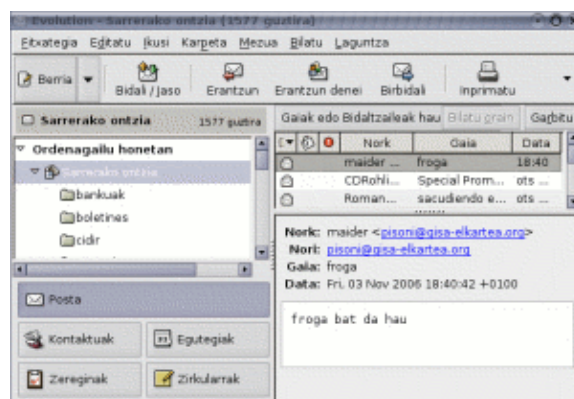 Evolution - Sarrerako ontzia (1577 guztira)
Fitxategia Editatu Ikusi Karpeta Mezua Bilatu Laguntza
Berria Bidali / Jaso Erantzun Erantzun denei Birbidali Inprimatu
Sarrerako ontzia 1577 guztira
Gaiak edo Bidaltzaileak hau Bilatu orain Garbitu
Ordenagailu honetan
Sarrerako ontzia
bankuak
boletines
cidir
Nork Gaia Data
maider ... froga 18:40
CDRohli... Special Prom... ots ...
Roman... sacudiendo e... ots ...
Nork: maider <pisoni@gisa-elkartea.org>
Nori: pisoni@gisa-elkartea.org
Gaia: froga
Data: Fri, 03 Nov 2006 18:40:42 +0100
froga bat da hau
Posta
Kontaktuak Egutegiak
Zereginak Zirkularrak